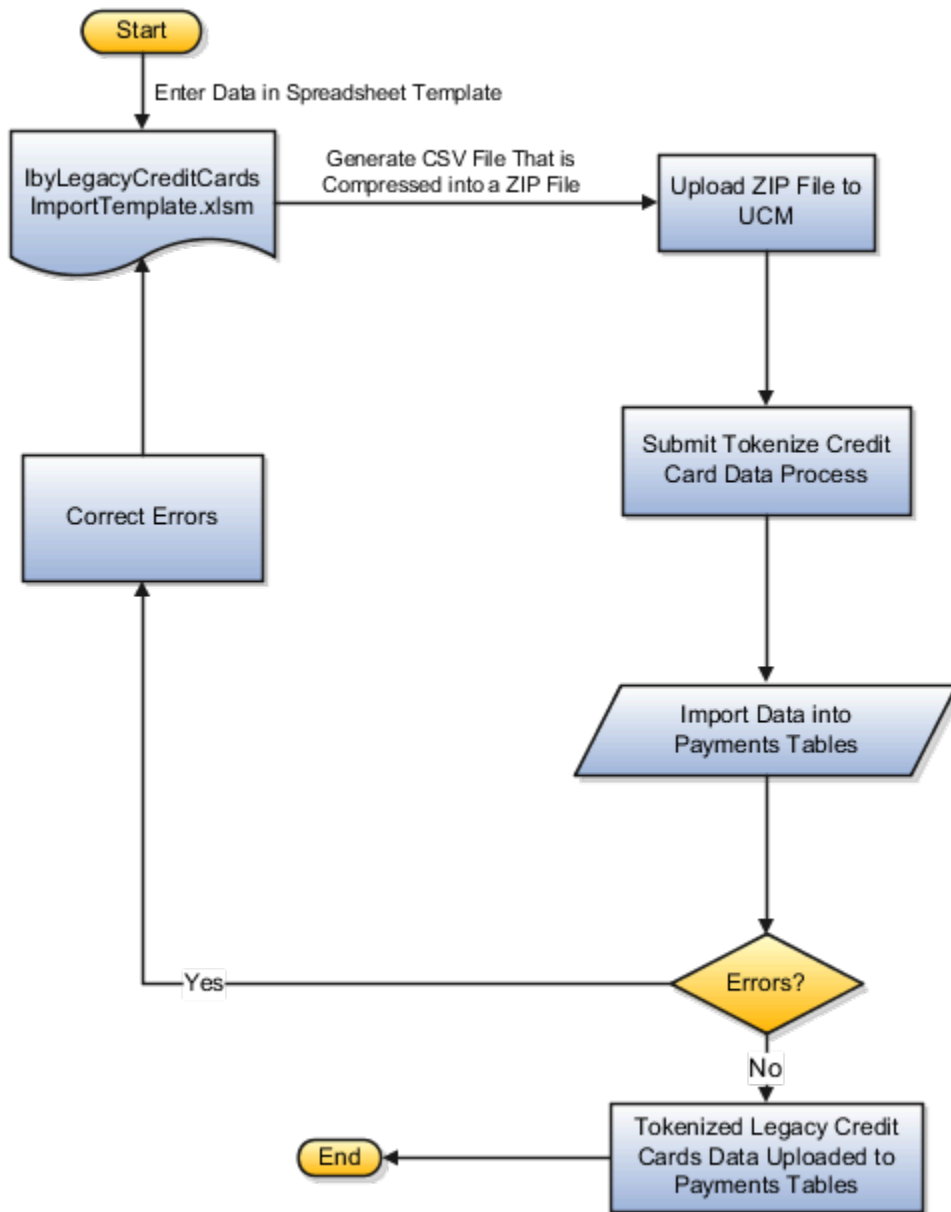 Start
Enter Data in Spreadsheet Template
IbyLegacyCreditCards
ImportTemplate.xlsm
Generate CSV File That is
Compressed into a ZIP File
Upload ZIP File to
UCM
Submit Tokenize Credit
Card Data Process
Correct Errors
Import Data into
Payments Tables
Errors?
Yes
No
Tokenized Legacy Credit
Cards Data Uploaded to
Payments Tables
End